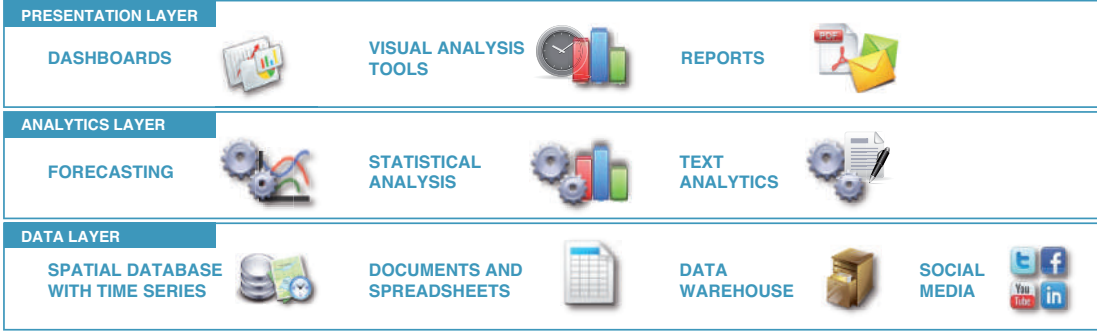 PRESENTATION LAYER
DASHBOARDS
VISUAL ANALYSIS
TOOLS
REPORTS
PDF
ANALYTICS LAYER
FORECASTING
STATISTICAL
ANALYSIS
TEXT
ANALYTICS
DATA LAYER
SPATIAL DATABASE
WITH TIME SERIES
DOCUMENTS AND
SPREADSHEETS
DATA
WAREHOUSE
SOCIAL
MEDIA
t f
You
Tube
in